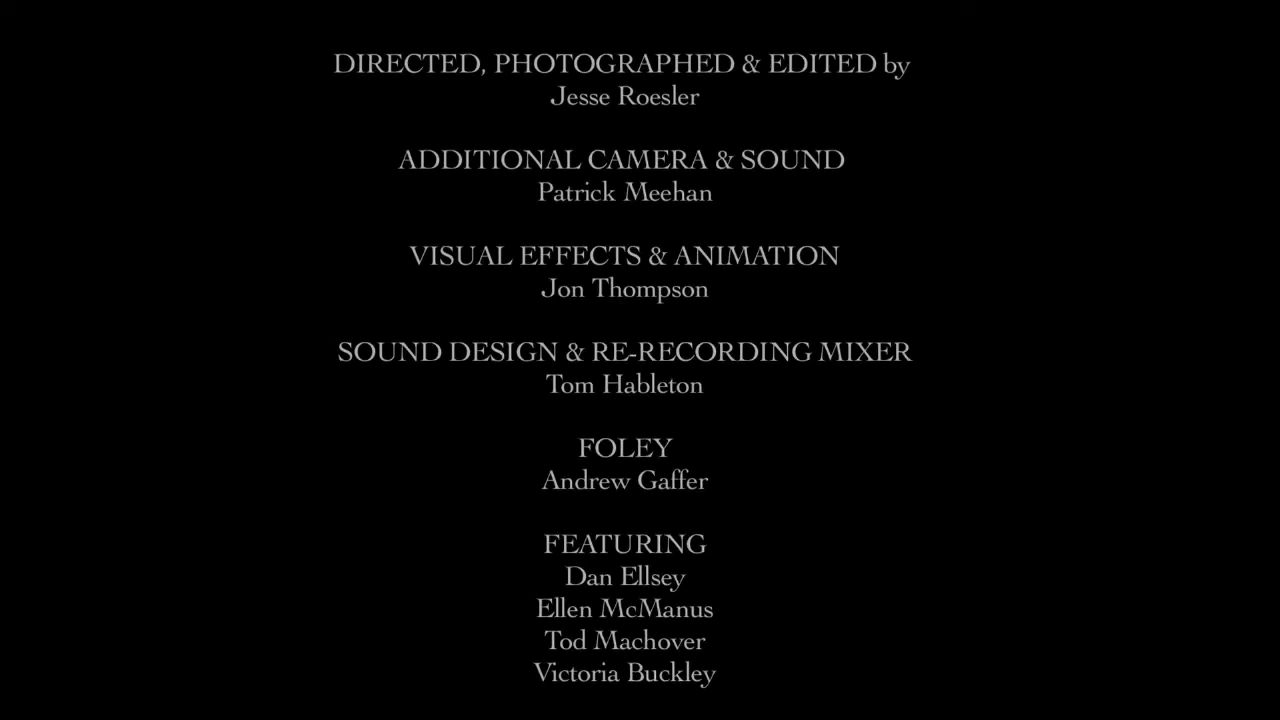 DIRECTED, PHOTOGRAPHED & EDITED by
Jesse Roesler
ADDITIONAL CAMERA & SOUND
Patrick Meehan
VISUAL EFFECTS & ANIMATION
Jon Thompson
SOUND DESIGN & RE-RECORDING MIXER
Tom Hableton
FOLEY
Andrew Gaffer
FEATURING
Dan Ellsey
Ellen McManus
Tod Machover
Victoria Buckley